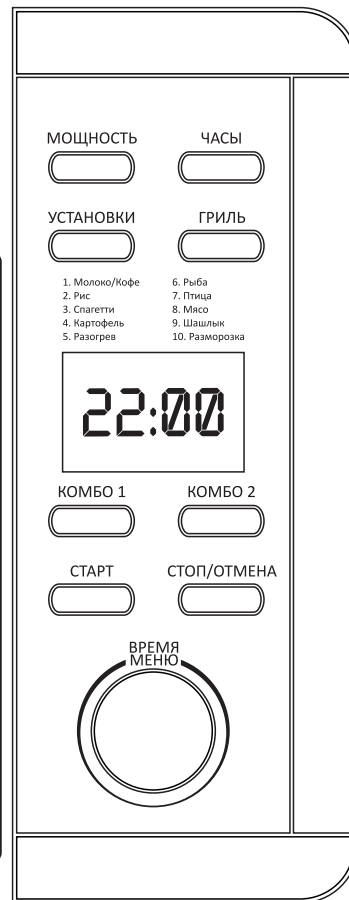 МОЩНОСТЬ ЧАСЫ
УСТАНОВКИ ГРИЛЬ
1. Молоко/Кофе 6. Рыба
2. Рис 7. Птица
3. Спагетти 8. Мясо
4. Картофель 9. Шашлык
5. Разогрев 10. Разморозка
22:00
КОМБО 1 КОМБО 2
СТАРТ СТОП/ОТМЕНА
ВРЕМЯ
МЕНЮ